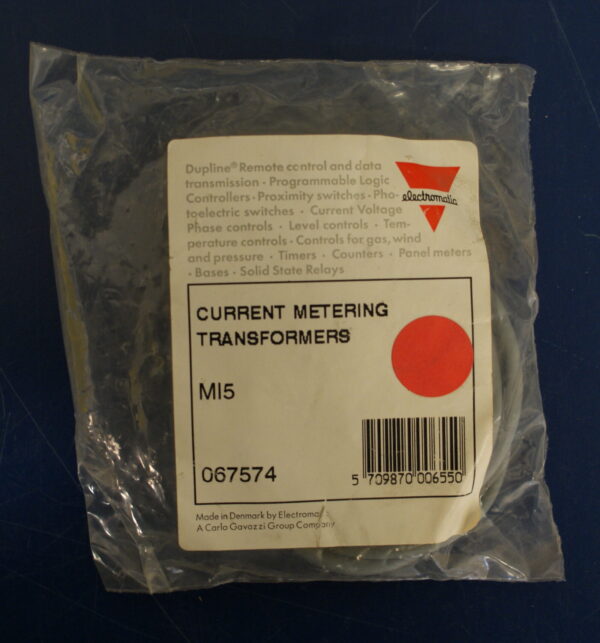 Dupline® Remote control and data
transmission · Programmable Logic
Controllers · Proximity switches · Pho-
toelectric switches · Current Voltage
Phase controls · Level controls · Tem-
perature controls · Controls for gas, wind
and pressure · Timers · Counters · Panel meters
· Bases · Solid State Relays
electromatic
CURRENT METERING
TRANSFORMERS
MI5
067574
5 709870 006550
Made in Denmark by
A Carlo Gavazzi Group Company